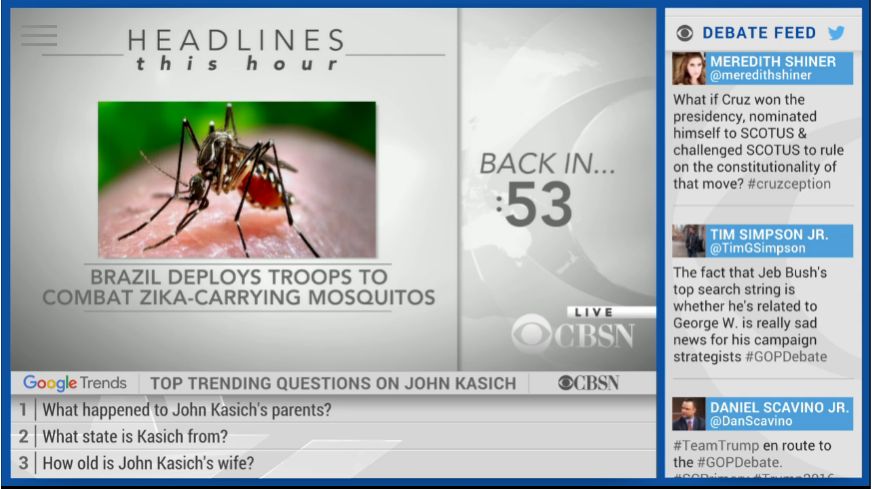 HEADLINES
this hour
BRAZIL DEPLOYS TROOPS TO
COMBAT ZIKA-CARRYING MOSQUITOS
BACK IN...
:53
LIVE
CBSN
Google Trends TOP TRENDING QUESTIONS ON JOHN KASICH CBSN
1 What happened to John Kasich's parents?
2 What state is Kasich from?
3 How old is John Kasich's wife?
DEBATE FEED
MEREDITH SHINER
@meredithshiner
What if Cruz won the
presidency, nominated
himself to SCOTUS &
challenged SCOTUS to rule
on the constitutionality of
that move? #cruzception
TIM SIMPSON JR.
@TimGSimpson
The fact that Jeb Bush's
top search string is
whether he's related to
George W. is really sad
news for his campaign
strategists #GOPDebate
DANIEL SCAVINO JR.
@DanScavino
#TeamTrump en route to
the #GOPDebate.
#SCPrimary #Trump2016